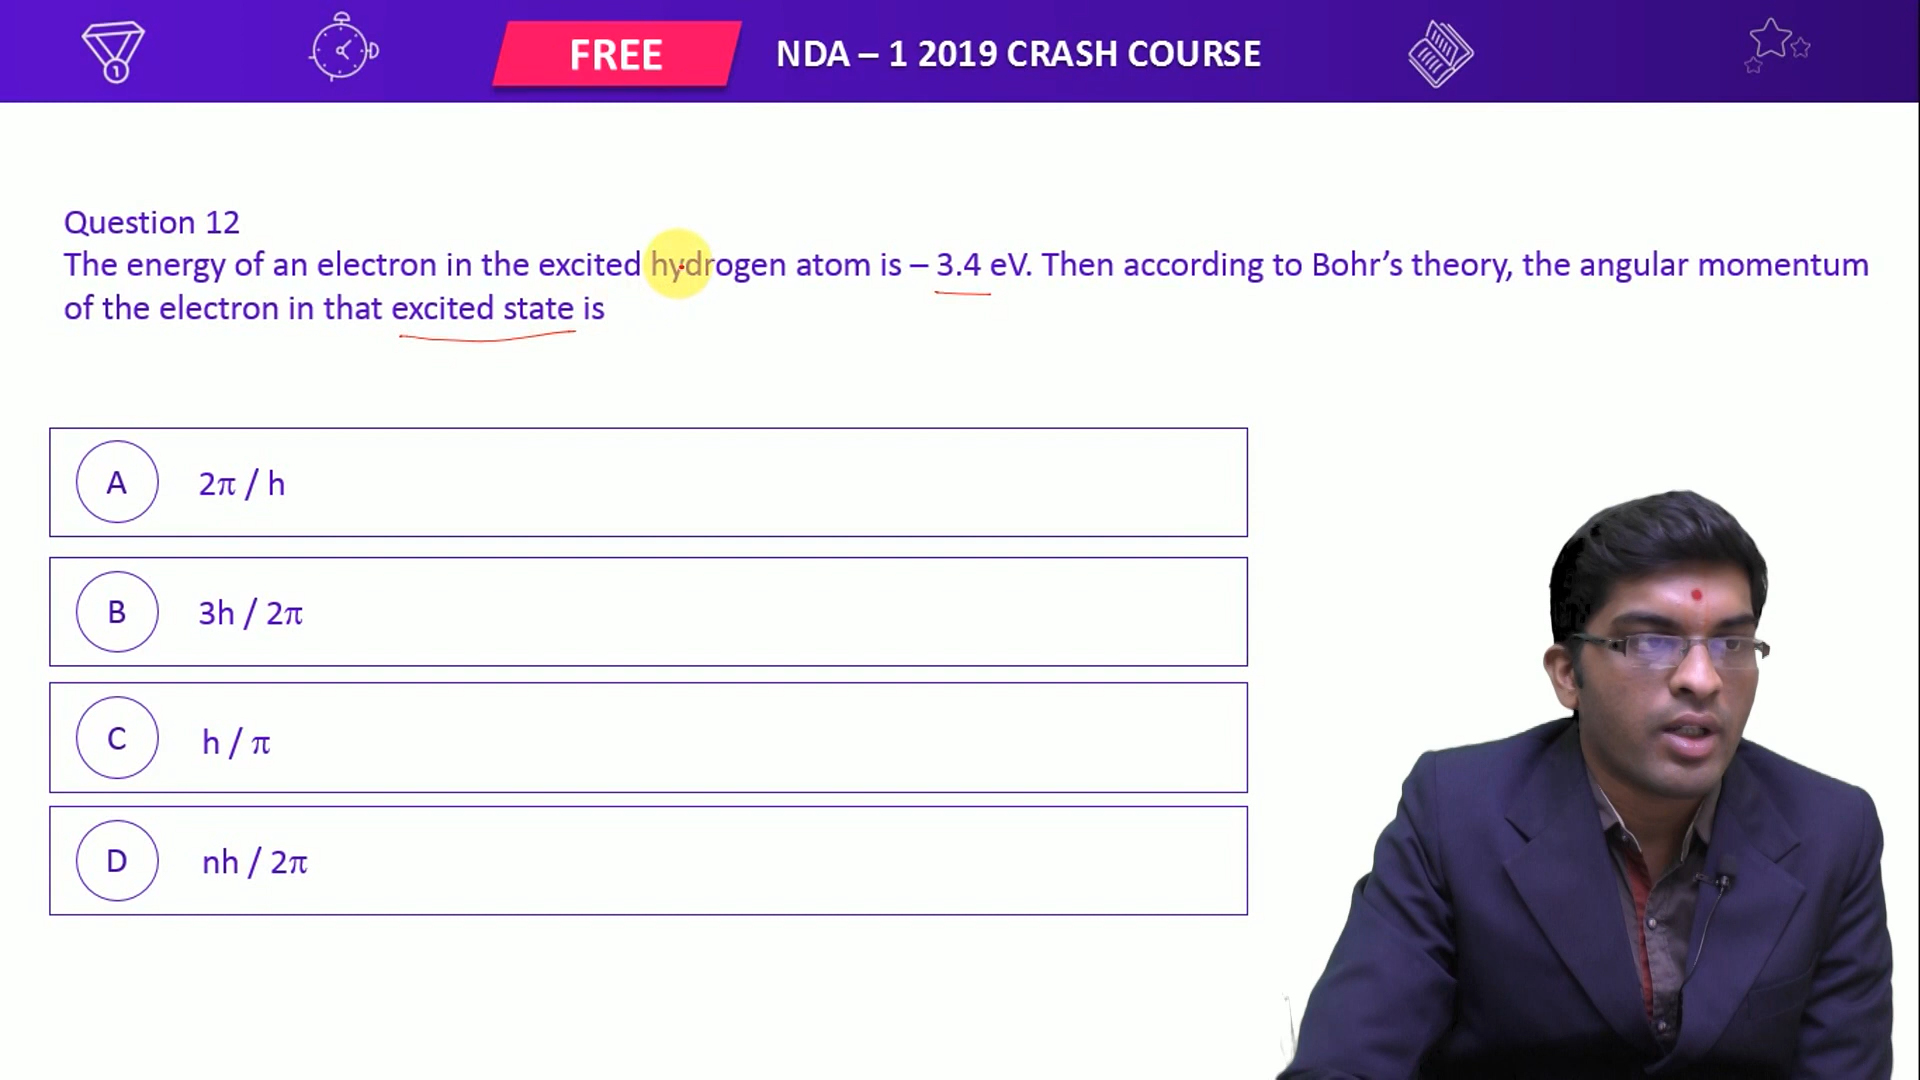 FREE
NDA – 1 2019 CRASH COURSE
1
Question 12
The energy of an electron in the excited hydrogen atom is – 3.4 eV. Then according to Bohr’s theory, the angular momentum
of the electron in that excited state is
A 2π / h
B 3h / 2π
C h / π
D nh / 2π